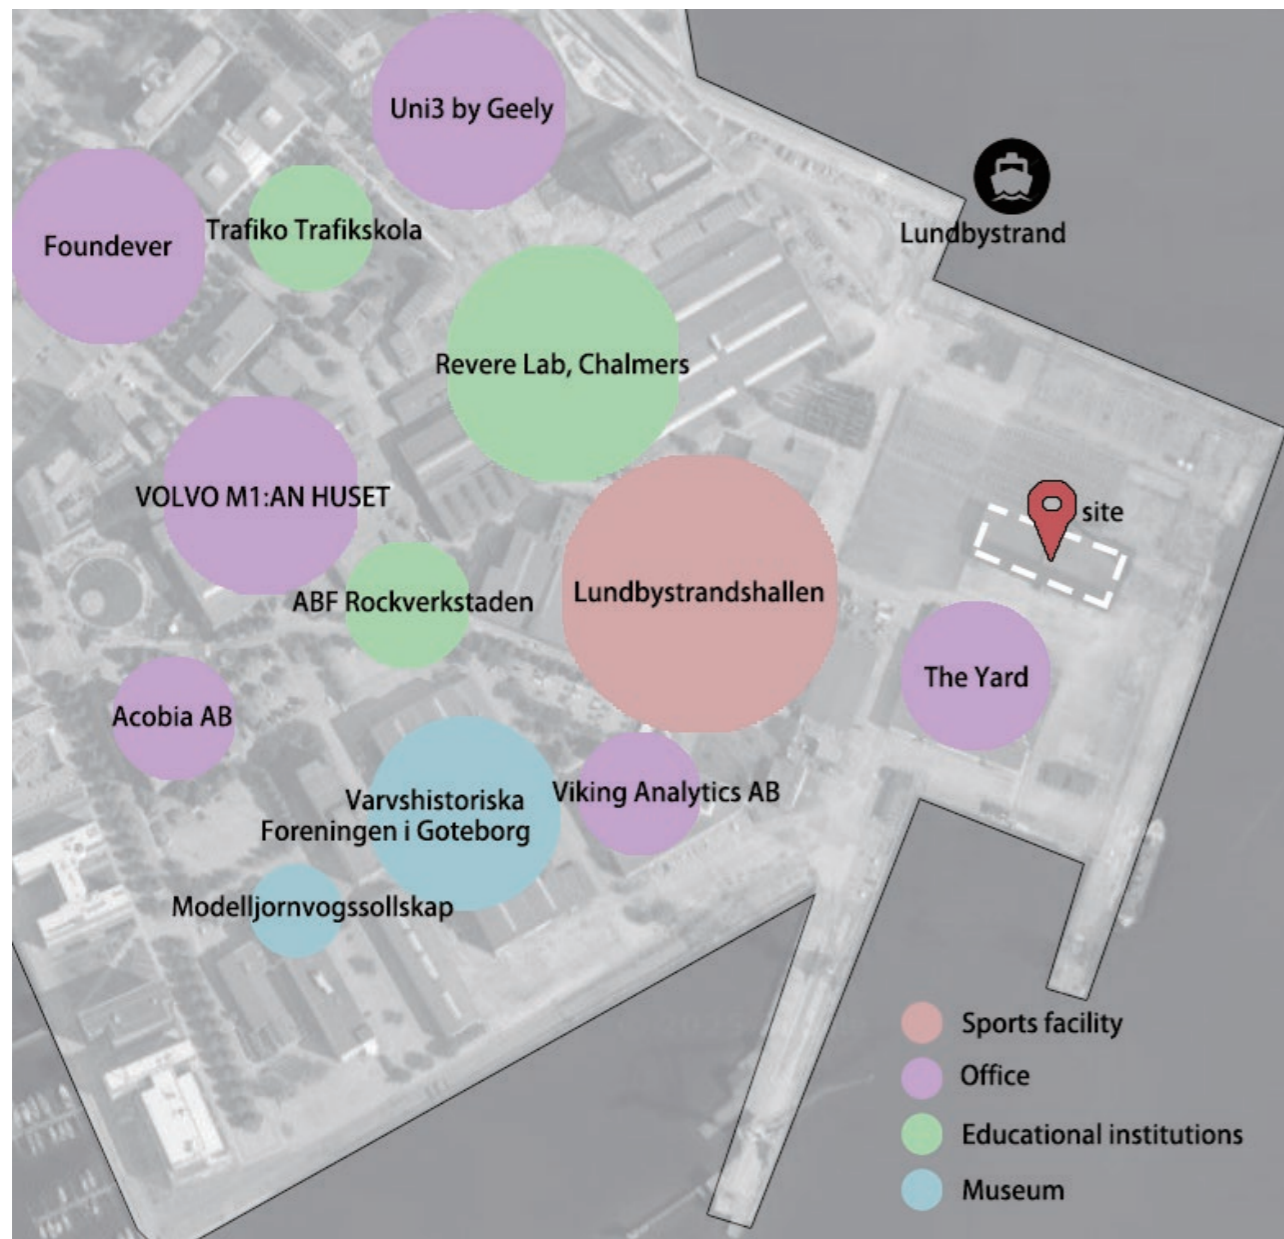 Uni3 by Geely
Foundever
Trafiko Trafikskola
Lundbystrand
Revere Lab, Chalmers
VOLVO M1:AN HUSET
site
ABF Rockverkstaden
Lundbystrandshallen
The Yard
Acobia AB
Varvshistoriska
Foreningen i Goteborg
Viking Analytics AB
Modelljornvogssollskap
Sports facility
Office
Educational institutions
Museum